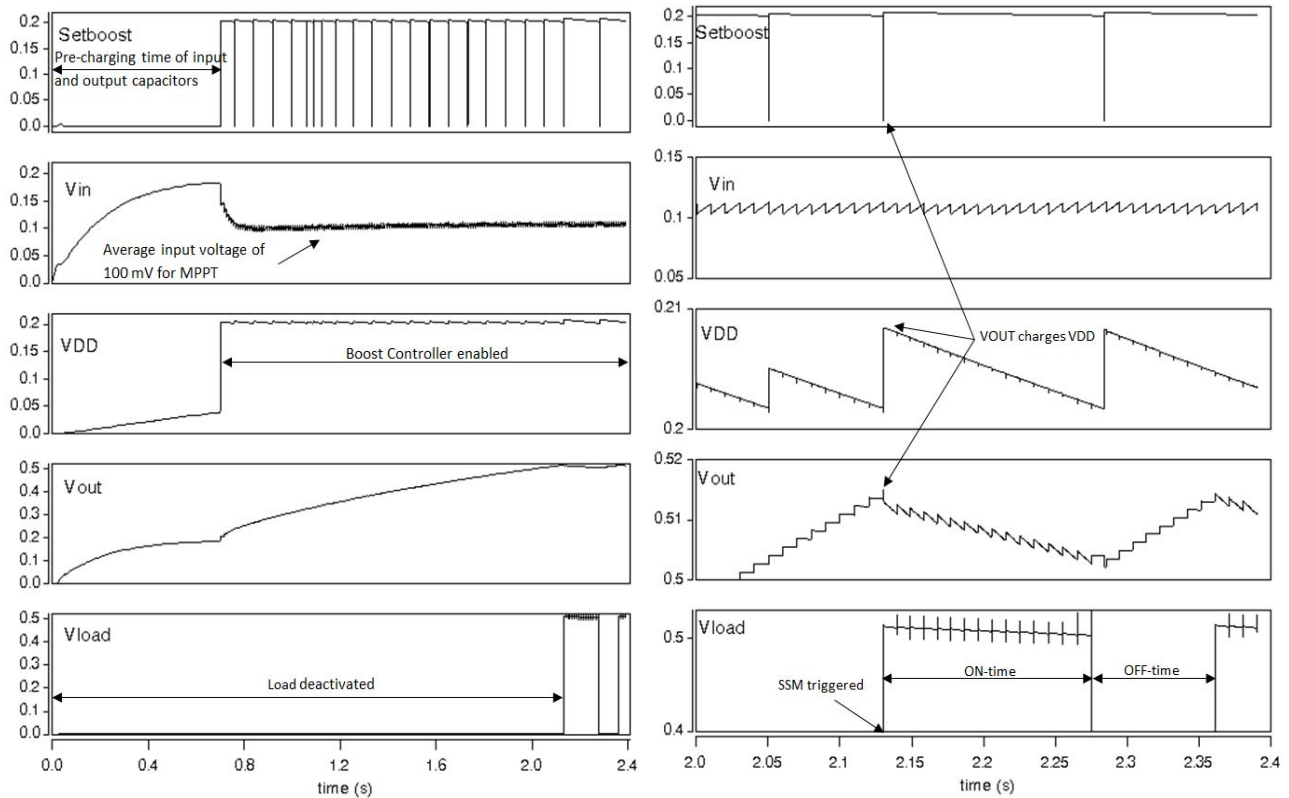 0.2
Setboost
0.15
Pre-charging time of input
0.1
and output capacitors
0.05
0.0
0.2
Vin
0.15
0.1
Average input voltage of
100 mV for MPPT
0.05
0.0
0.2
VDD
0.15
Boost Controller enabled
0.1
0.05
0.0
0.5
Vout
0.4
0.3
0.2
0.1
0.0
0.5
Vload
0.4
0.3
Load deactivated
0.2
0.1
0.0
0.0
0.4
0.8
1.2
1.6
2.0
2.4
time (s)
0.2
Setboost
0.15
0.1
0.05
0.0
0.15
Vin
0.1
0.05
0.21
VDD
VOUT charges VDD
0.2
0.52
Vout
0.51
0.5
Vload
0.5
ON-time
OFF-time
SSM triggered
0.4
2.0
2.05
2.1
2.15
2.2
2.25
2.3
2.35
2.4
time (s)